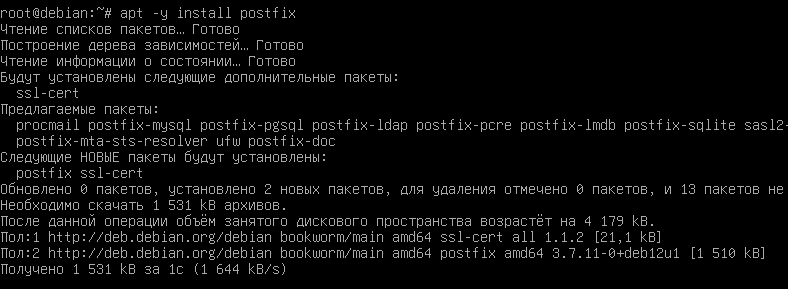 root@debian:~# apt -y install postfix
Чтение списков пакетов… Готово
Построение дерева зависимостей… Готово
Чтение информации о состоянии… Готово
Будут установлены следующие дополнительные пакеты:
ssl-cert
Предлагаемые пакеты:
procmail postfix-mysql postfix-pgsql postfix-ldap postfix-pcre postfix-lmdb postfix-sqlite sasl2-
postfix-mta-sts-resolver ufw postfix-doc
Следующие НОВЫЕ пакеты будут установлены:
postfix ssl-cert
Обновлено 0 пакетов, установлено 2 новых пакетов, для удаления отмечено 0 пакетов, и 13 пакетов не
Необходимо скачать 1 531 kB архивов.
После данной операции объём занятого дискового пространства возрастёт на 4 179 kB.
Пол:1 http://deb.debian.org/debian bookworm/main amd64 ssl-cert all 1.1.2 [21,1 kB]
Пол:2 http://deb.debian.org/debian bookworm/main amd64 postfix amd64 3.7.11-0+deb12u1 [1 510 kB]
Получено 1 531 kB за 1с (1 644 kB/s)